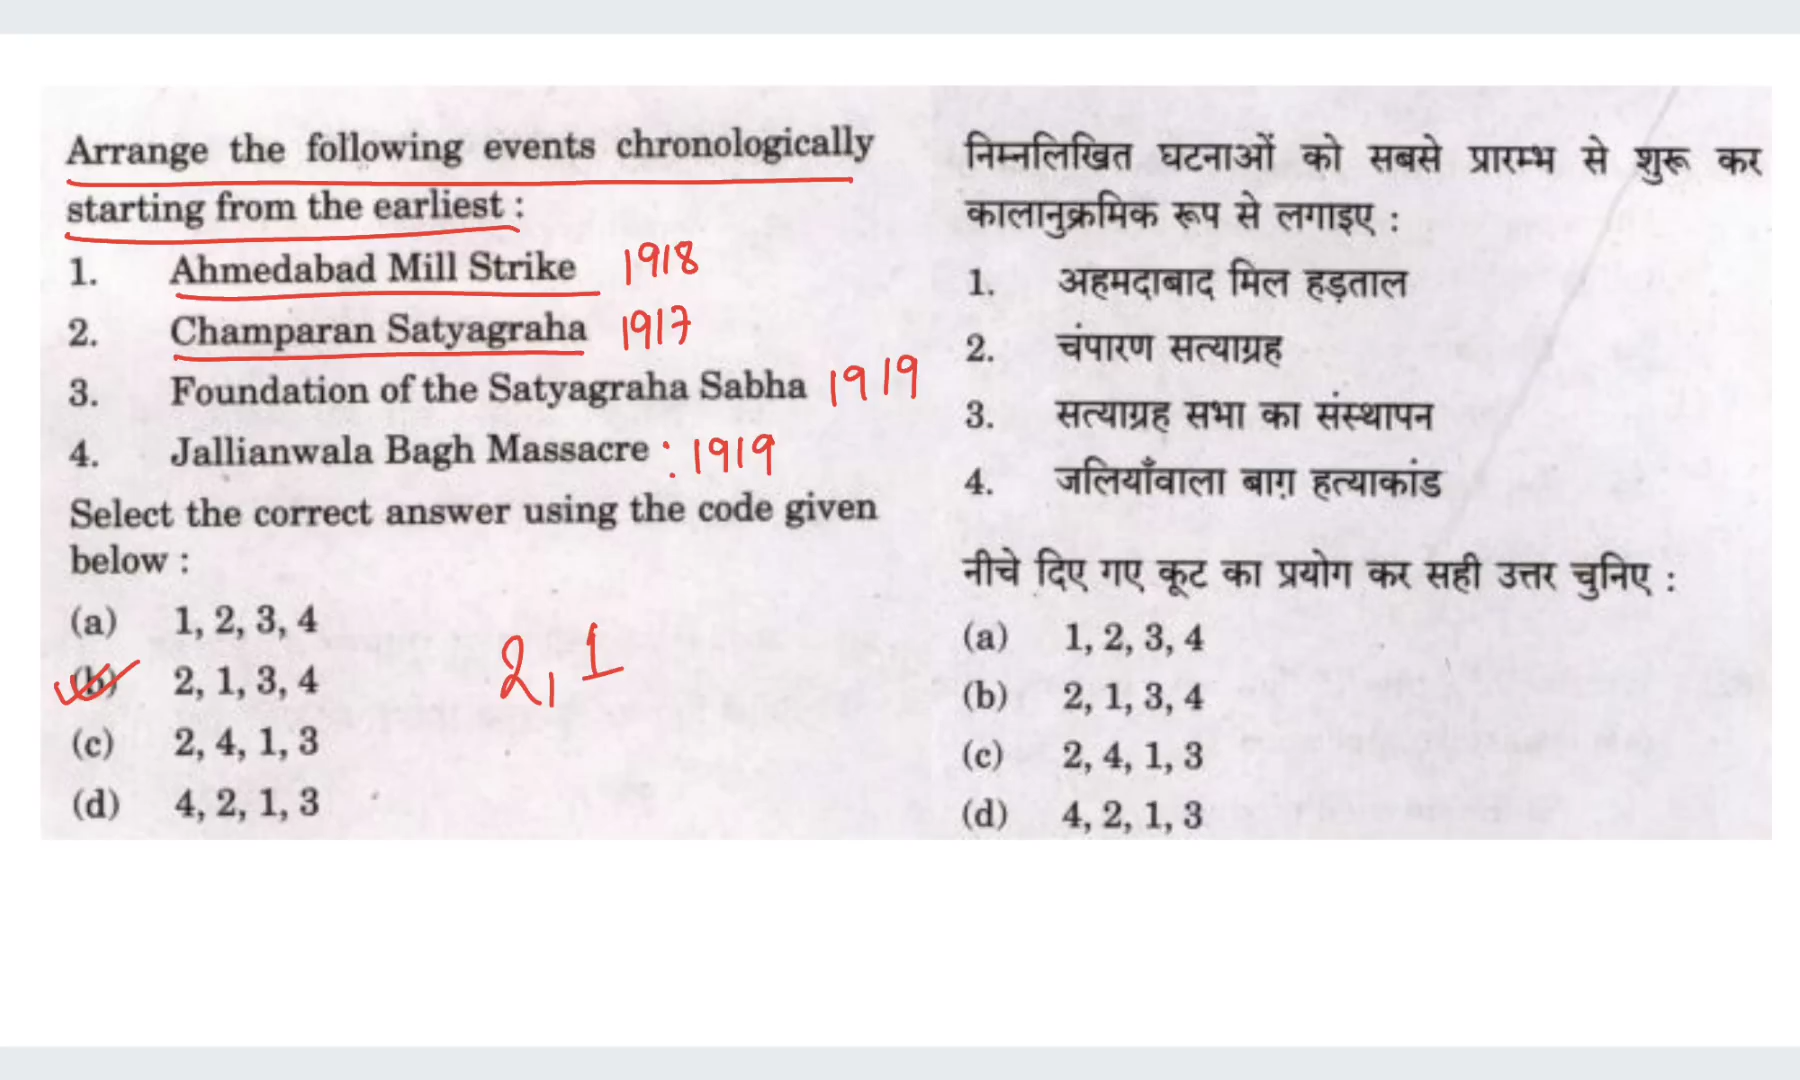 Arrange the following events chronologically
starting from the earliest :
1. Ahmedabad Mill Strike 1918
2. Champaran Satyagraha 1917
3. Foundation of the Satyagraha Sabha 1919
4. Jallianwala Bagh Massacre : 1919
Select the correct answer using the code given
below :
(a) 1, 2, 3, 4
(b) 2, 1, 3, 4
2, 1
(c) 2, 4, 1, 3
(d) 4, 2, 1, 3
निम्नलिखित घटनाओं को सबसे प्रारम्भ से शुरू कर
कालानुक्रमिक रूप से लगाइए :
1. अहमदाबाद मिल हड़ताल
2. चंपारण सत्याग्रह
3. सत्याग्रह सभा का संस्थापन
4. जलियाँवाला बाग़ हत्याकांड
नीचे दिए गए कूट का प्रयोग कर सही उत्तर चुनिए :
(a) 1, 2, 3, 4
(b) 2, 1, 3, 4
(c) 2, 4, 1, 3
(d) 4, 2, 1, 3